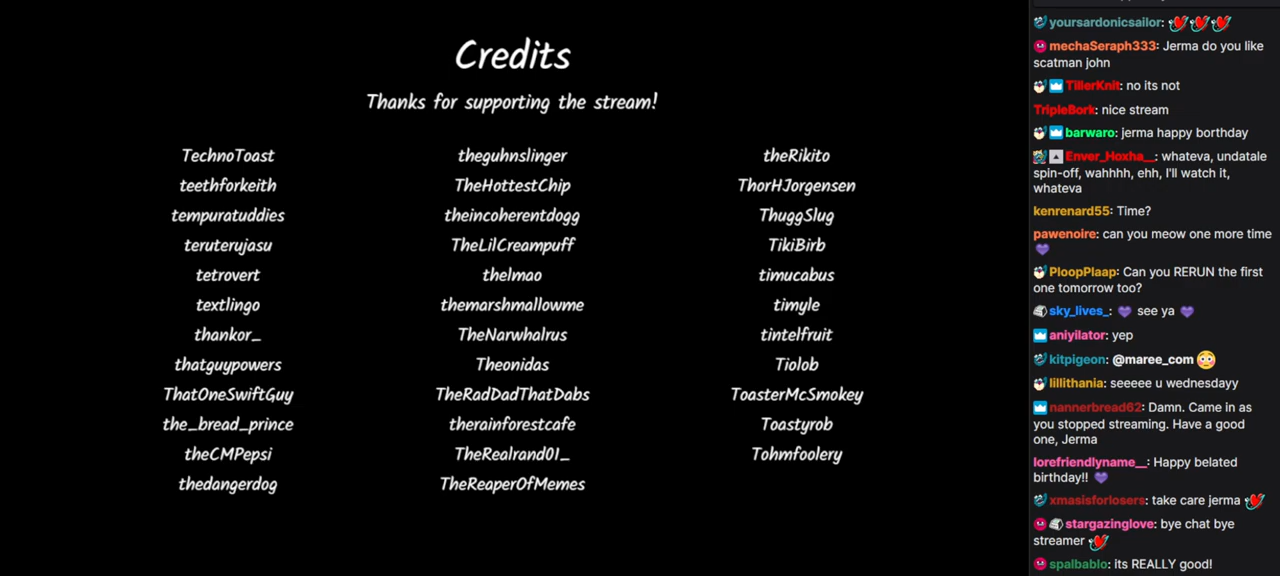 Credits
Thanks for supporting the stream!
TechnoToast
teethforkeith
tempuratuddies
teruterujasu
tetrovert
textlingo
thankor_
thatguypowers
ThatOneSwiftGuy
the_bread_prince
theCMPepsi
thedangerdog
theguhnslinger
TheHottestChip
theincoherentdogg
TheLilCreampuff
thelmao
themarshmallowme
TheNarwhalrus
Theonidas
TheRadDadThatDabs
therainforestcafe
TheRealrand01_
TheReaperOfMemes
theRikito
ThorHJorgensen
ThuggSlug
TikiBirb
timucabus
timyle
tintelfruit
Tiolob
ToasterMcSmokey
Toastyrob
Tohmfoolery
yoursardonicsailor:
mechaSeraph333: Jerma do you like
scatman john
TillerKnit: no its not
TripleBork: nice stream
barwaro: jerma happy borthday
Enver_Hoxha__: whateva, undatale
spin-off, wahhhh, ehh, I'll watch it,
whateva
kenrenard55: Time?
pawenoire: can you meow one more time
PloopPlaap: Can you RERUN the first
one tomorrow too?
sky_lives_: 💜 see ya 💜
aniyilator: yep
kitpigeon: @maree_com 😳
lillithania: seeeee u wednesdayy
nannerbread62: Damn. Came in as
you stopped streaming. Have a good
one, Jerma
lorefriendlyname__: Happy belated
birthday!! 💜
xmasisforlosers: take care jerma
stargazinglove: bye chat bye
streamer
spalbablo: its REALLY good!